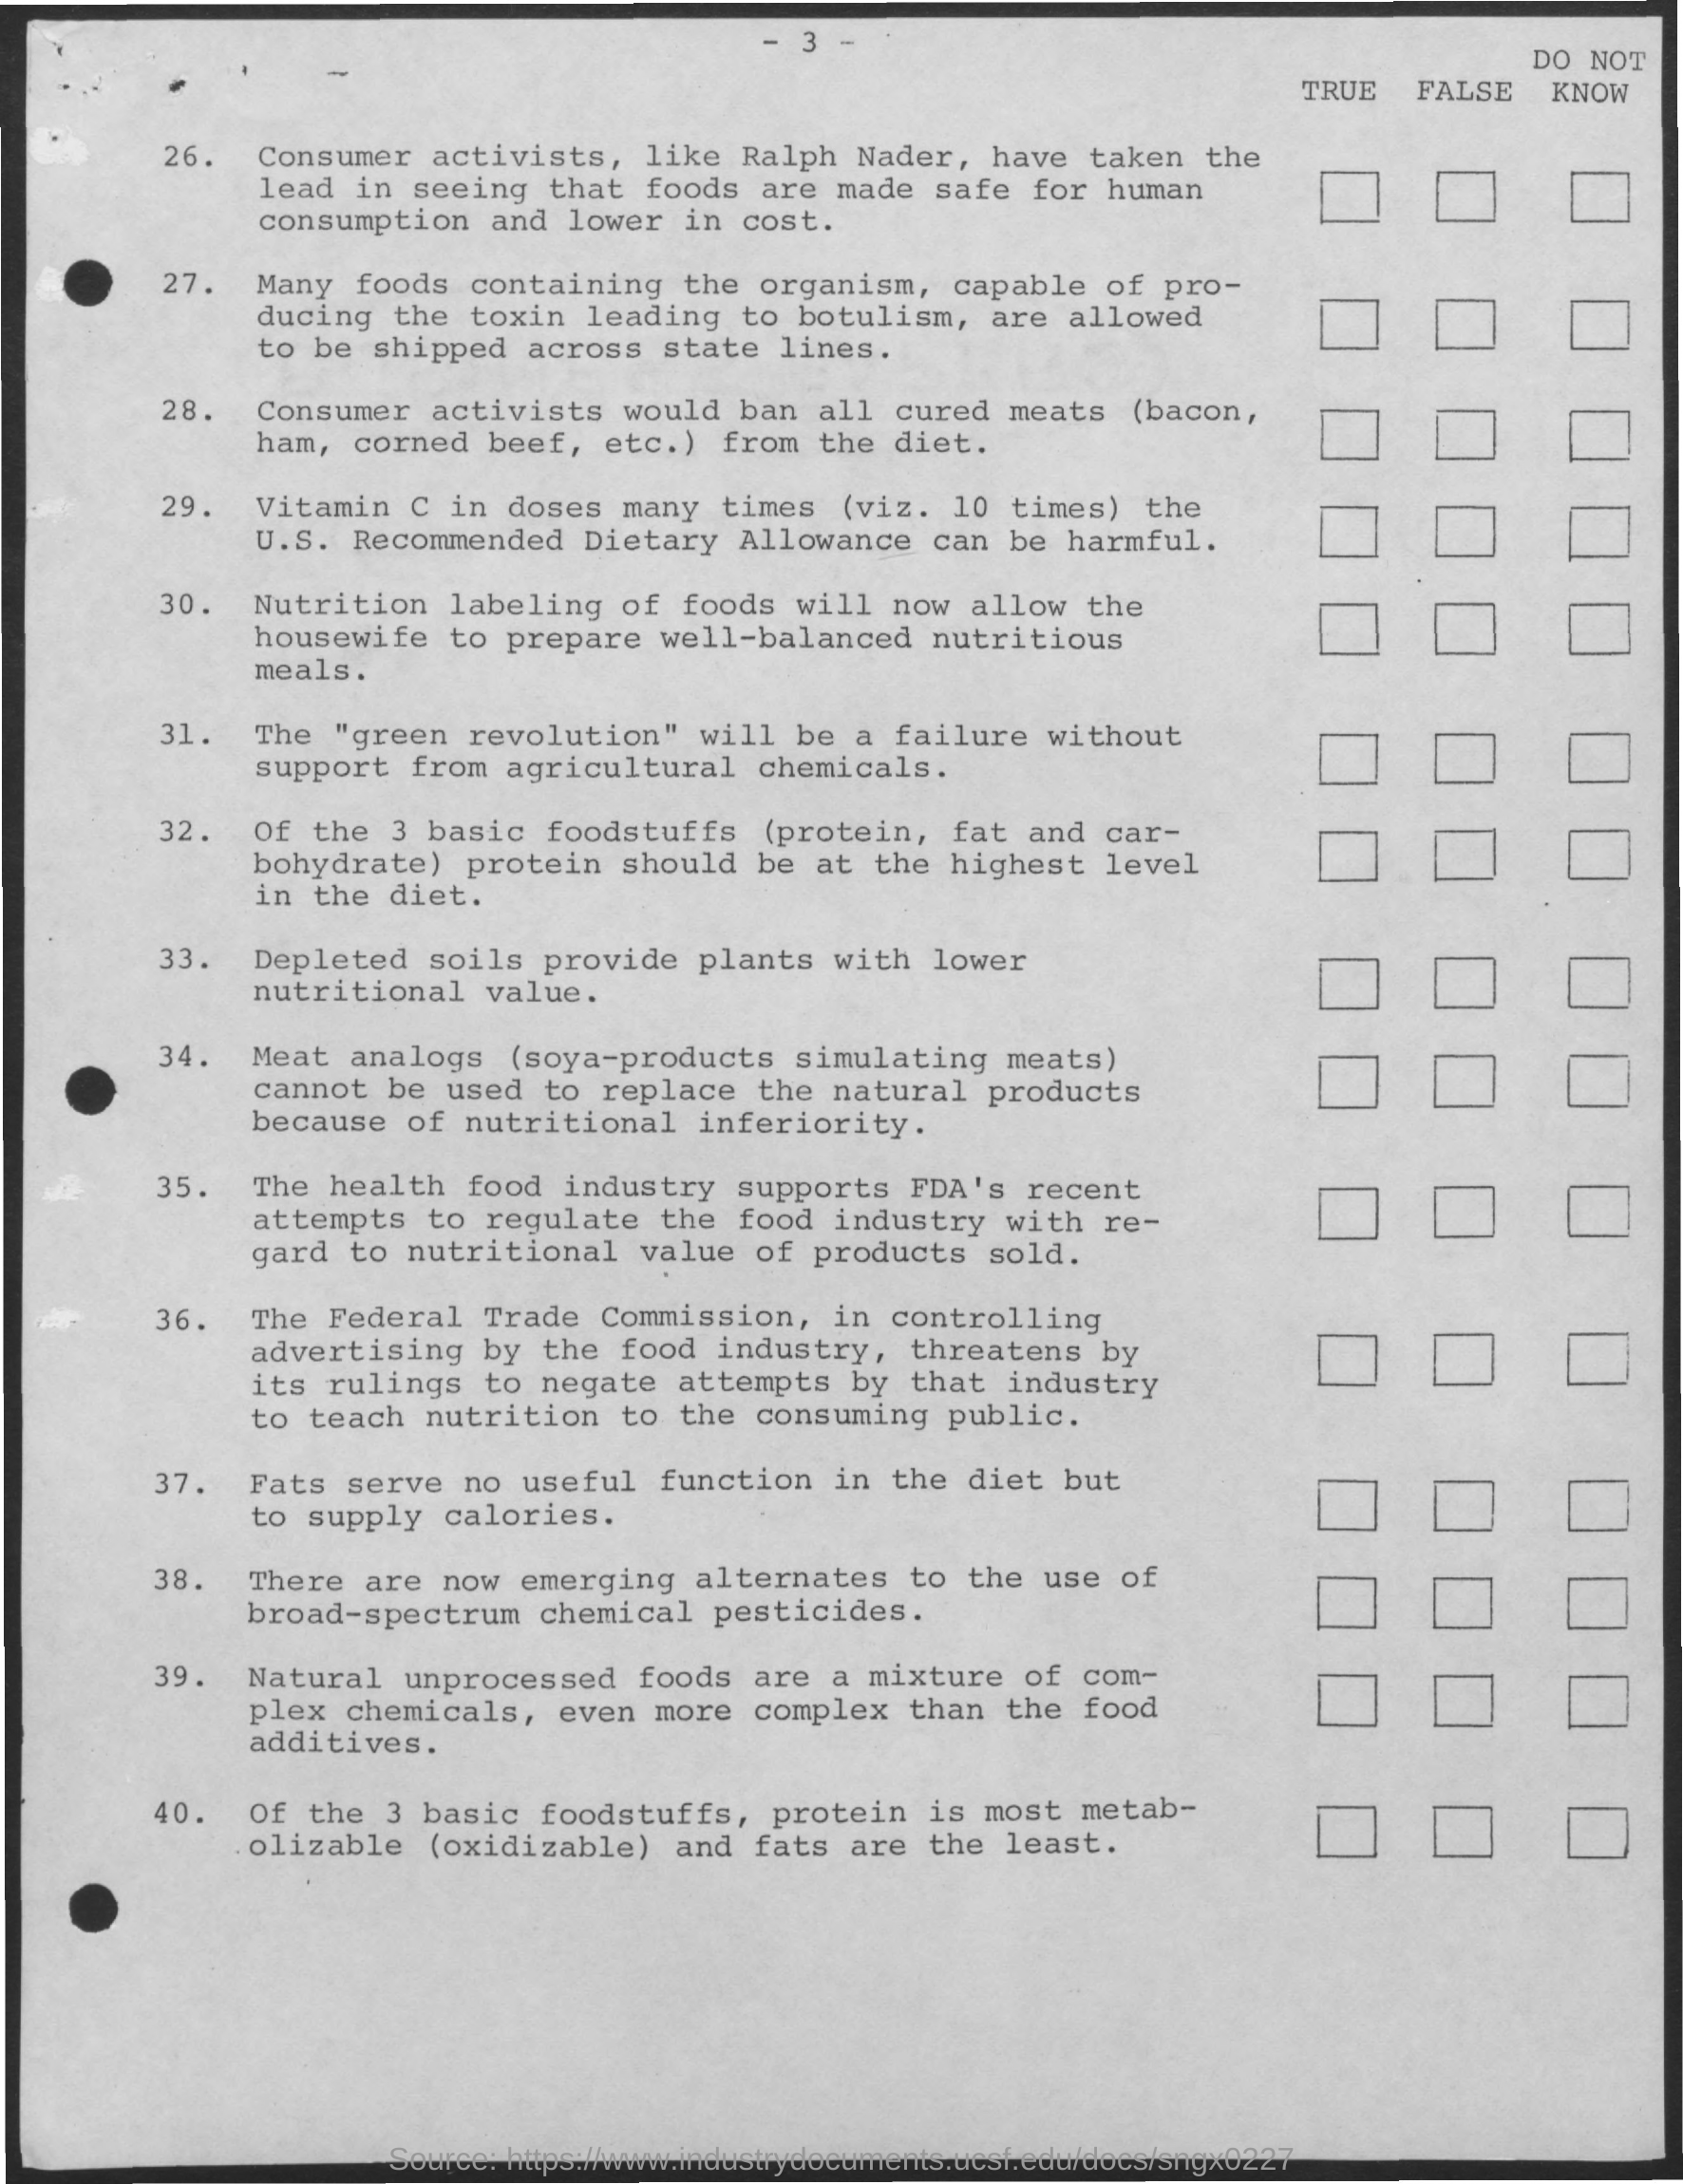 - 3 -
DO NOT
TRUE FALSE KNOW
26. Consumer activists, like Ralph Nader, have taken the
lead in seeing that foods are made safe for human
consumption and lower in cost.
27. Many foods containing the organism, capable of pro-
ducing the toxin leading to botulism, are allowed
to be shipped across state lines.
28. Consumer activists would ban all cured meats (bacon,
ham, corned beef, etc.) from the diet.
29. Vitamin C in doses many times (viz. 10 times) the
U.S. Recommended Dietary Allowance can be harmful.
30. Nutrition labeling of foods will now allow the
housewife to prepare well-balanced nutritious
meals.
31. The "green revolution" will be a failure without
support from agricultural chemicals.
32. Of the 3 basic foodstuffs (protein, fat and car-
bohydrate) protein should be at the highest level
in the diet.
33. Depleted soils provide plants with lower
nutritional value.
34. Meat analogs (soya-products simulating meats)
cannot be used to replace the natural products
because of nutritional inferiority.
35. The health food industry supports FDA's recent
attempts to regulate the food industry with re-
gard to nutritional value of products sold.
36. The Federal Trade Commission, in controlling
advertising by the food industry, threatens by
its rulings to negate attempts by that industry
to teach nutrition to the consuming public.
37. Fats serve no useful function in the diet but
to supply calories.
38. There are now emerging alternates to the use of
broad-spectrum chemical pesticides.
39. Natural unprocessed foods are a mixture of com-
plex chemicals, even more complex than the food
additives.
40. Of the 3 basic foodstuffs, protein is most metab-
olizable (oxidizable) and fats are the least.
Source: https://www.industrydocuments.ucsf.edu/docs/sngx0227